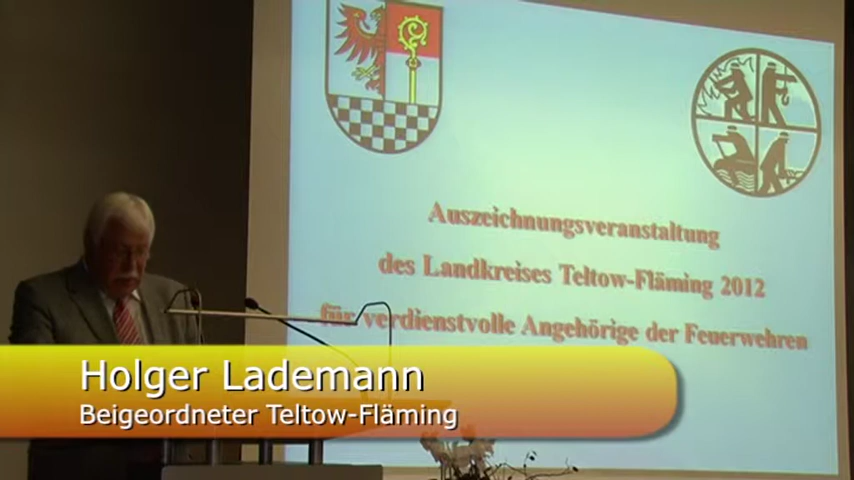 Auszeichnungsveranstaltung
des Landkreises Teltow-Fläming 2012
für verdienstvolle Angehörige der Feuerwehren
Holger Lademann
Beigeordneter Teltow-Fläming